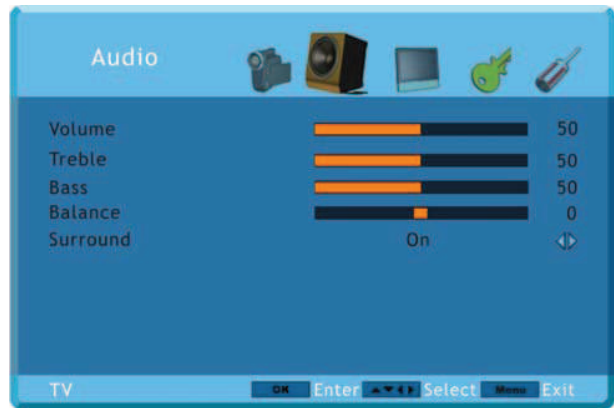 Audio
Volume 50
Treble 50
Bass 50
Balance 0
Surround On
TV OK Enter Select Menu Exit